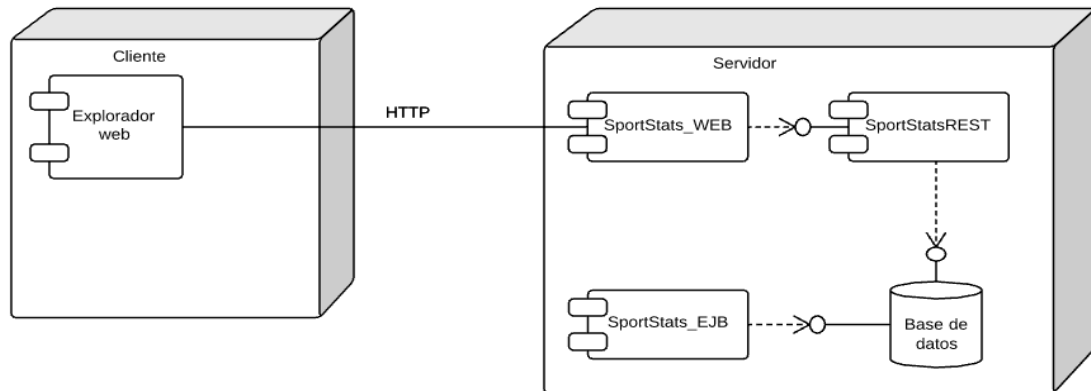 Cliente
Explorador
web
HTTP
Servidor
SportStats_WEB
SportStatsREST
SportStats_EJB
Base de
datos